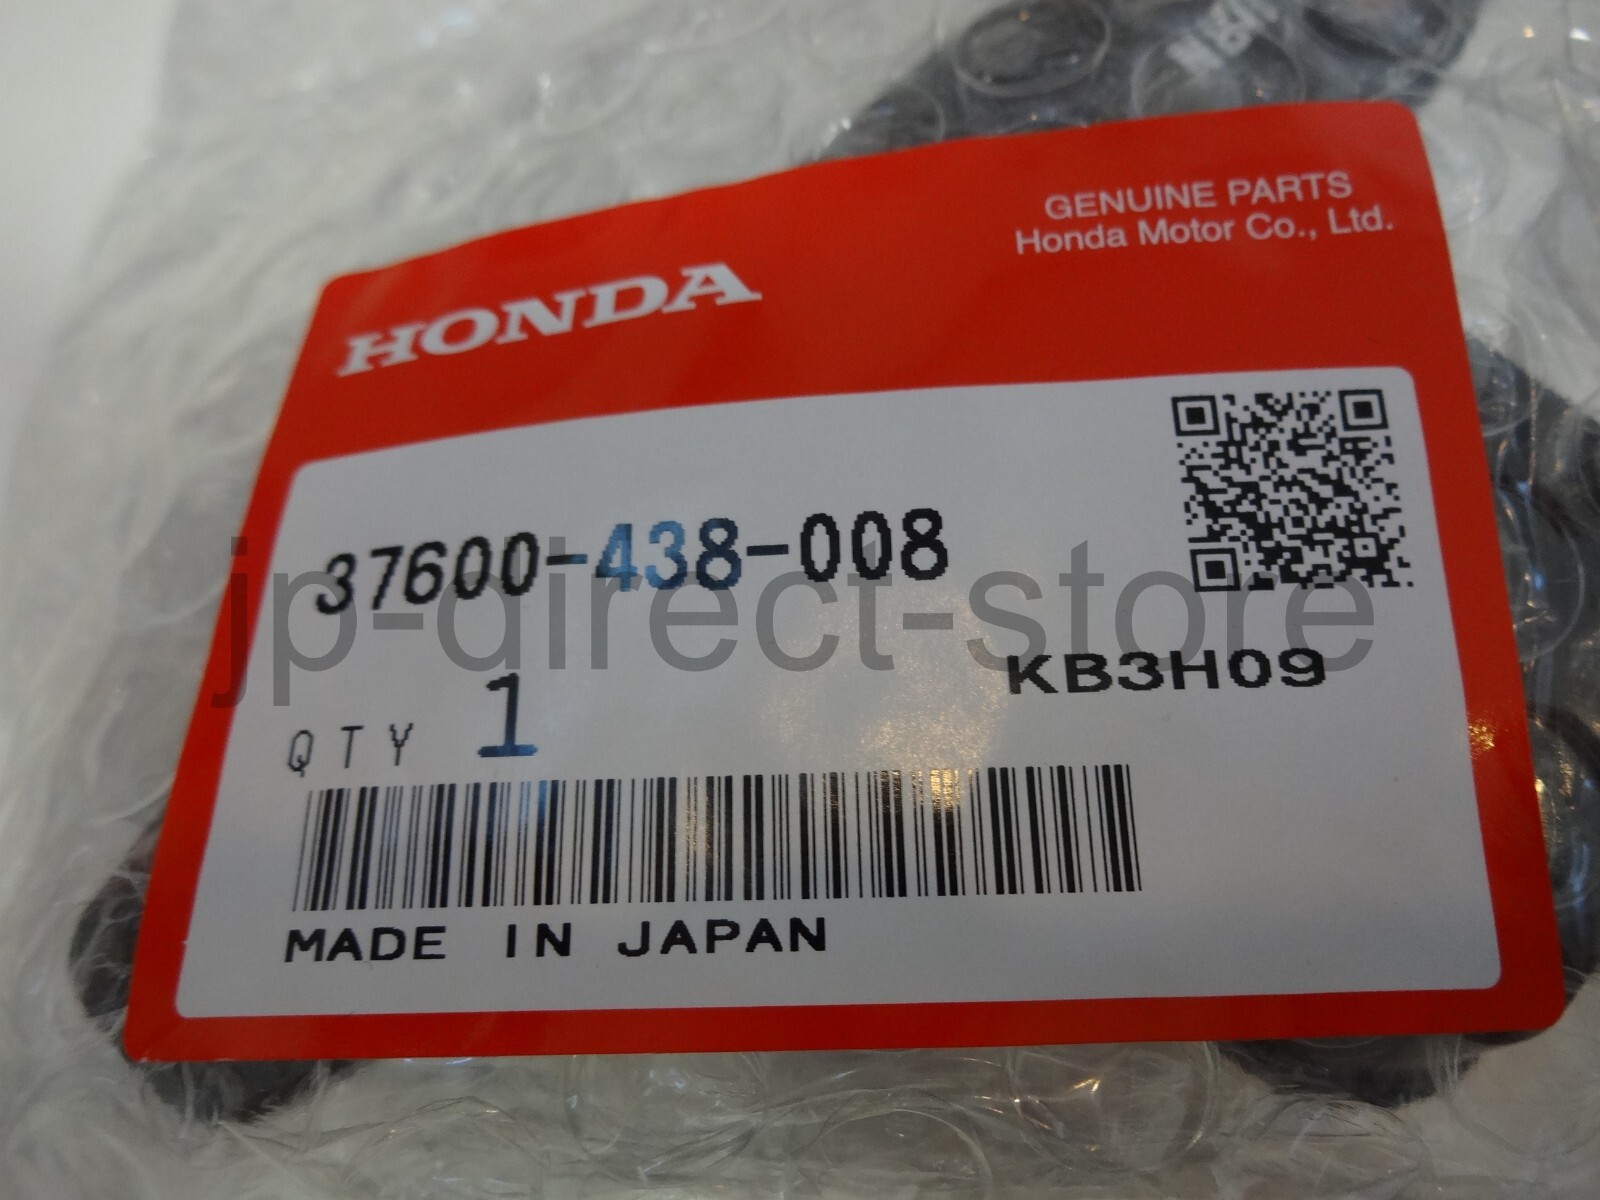 GENUINE PARTS
Honda Motor Co., Ltd.
HONDA
37600-438-008
jp-direct-store
KB3H09
QTY 1
MADE IN JAPAN